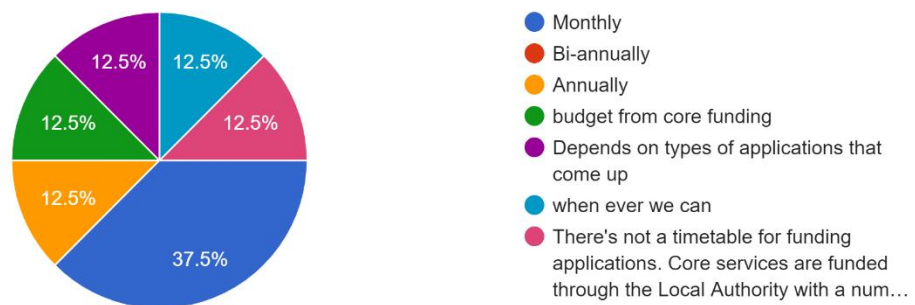 12.5%
12.5%
12.5%
12.5%
12.5%
37.5%
Monthly
Bi-annually
Annually
budget from core funding
Depends on types of applications that
come up
when ever we can
There's not a timetable for funding
applications. Core services are funded
through the Local Authority with a num…